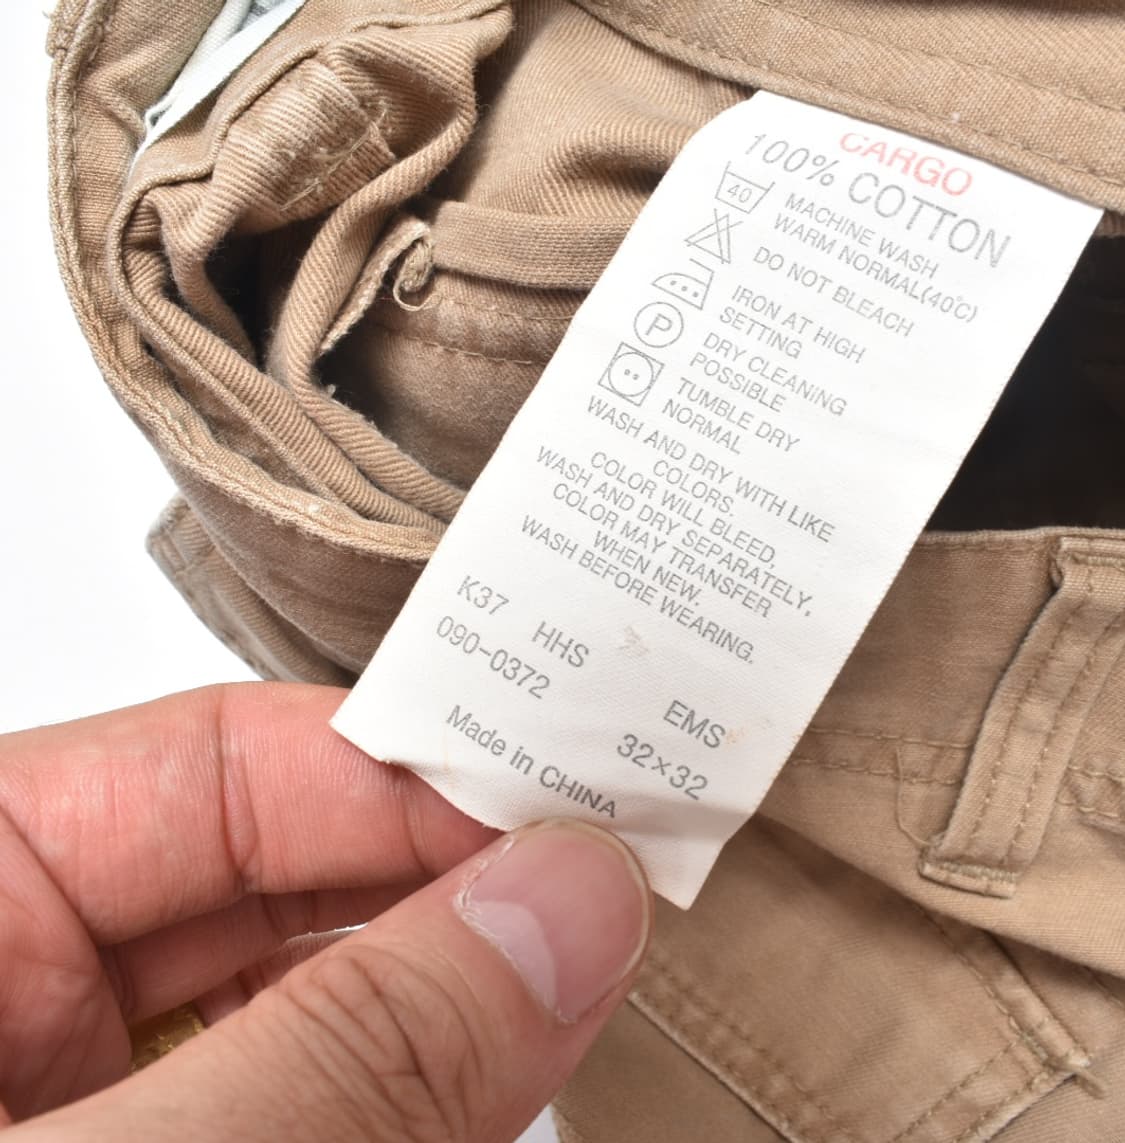 CARGO
100% COTTON
40
MACHINE WASH
WARM NORMAL(40°C)
DO NOT BLEACH
IRON AT HIGH
SETTING
P
DRY CLEANING
POSSIBLE
TUMBLE DRY
NORMAL
WASH AND DRY WITH LIKE
COLORS.
COLOR WILL BLEED,
WASH AND DRY SEPARATELY,
COLOR MAY TRANSFER
WHEN NEW.
WASH BEFORE WEARING.
K37 HHS EMS
090-0372 32×32
Made in CHINA